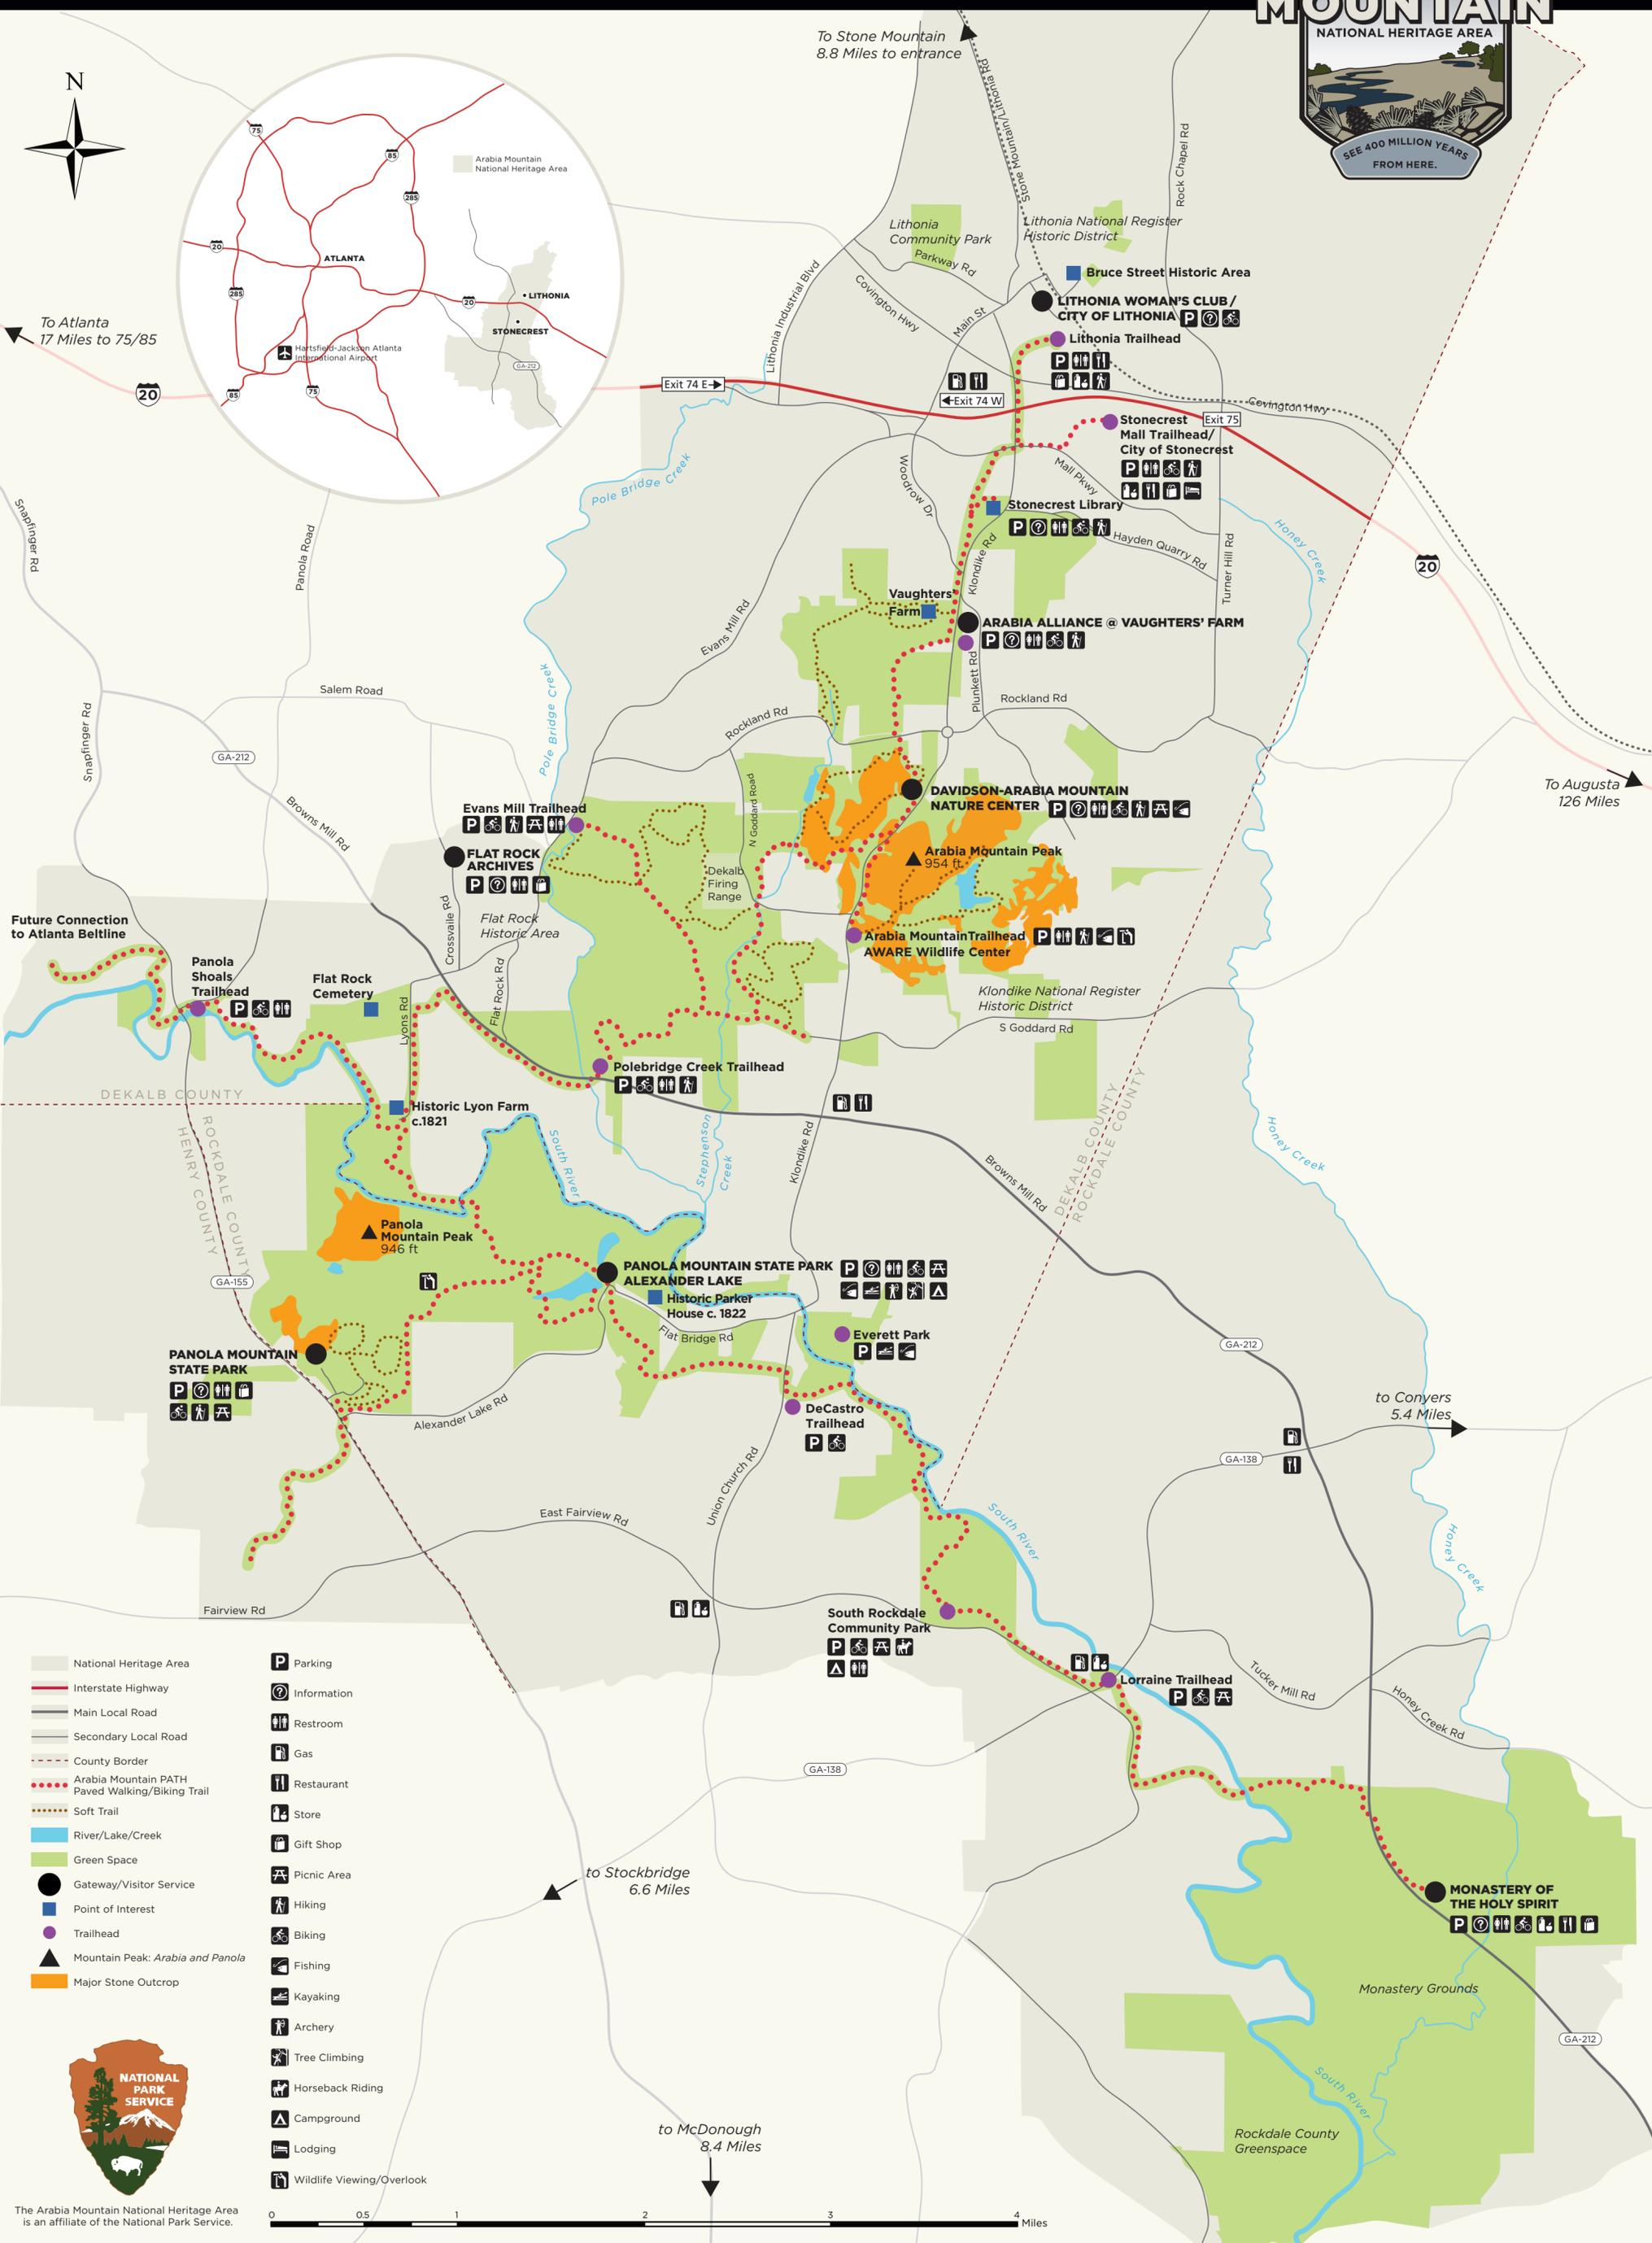 MOUNTAIN
NATIONAL HERITAGE AREA
SEE 400 MILLION YEARS
FROM HERE.
To Stone Mountain
8.8 Miles to entrance
N
75
85
285
20
ATLANTA
285
20
LITHONIA
STONECREST
GA-212
Hartsfield-Jackson Atlanta
International Airport
85
75
Arabia Mountain
National Heritage Area
To Atlanta
17 Miles to 75/85
20
Stone Mountain/Lithonia Rd
Rock Chapel Rd
Lithonia
Community Park
Lithonia National Register
Historic District
Parkway Rd
Bruce Street Historic Area
LITHONIA WOMAN'S CLUB/
CITY OF LITHONIA
Lithonia Industrial Blvd
Covington Hwy
Main St
Lithonia Trailhead
Exit 74 E
Exit 74 W
Covington Hwy
Exit 75
Stonecrest
Mall Trailhead/
City of Stonecrest
Pole Bridge Creek
Woodrow Dr
Mall Pkwy
Stonecrest Library
Hayden Quarry Rd
Honey Creek
20
Snapfinger Rd
Panola Road
Klondike Rd
Turner Hill Rd
Vaughters'
Farm
ARABIA ALLIANCE @ VAUGHTERS' FARM
Evans Mill Rd
Plunkett Rd
Pole Bridge Creek
Salem Road
Rockland Rd
Rockland Rd
Snapfinger Rd
GA-212
To Augusta
126 Miles
DAVIDSON-ARABIA MOUNTAIN
NATURE CENTER
N Goddard Road
Browns Mill Rd
Evans Mill Trailhead
FLAT ROCK
ARCHIVES
Arabia Mountain Peak
954 ft
Dekalb
Firing
Range
Flat Rock
Historic Area
Crossvale Rd
Arabia MountainTrailhead
AWARE Wildlife Center
Future Connection
to Atlanta Beltline
Panola
Shoals
Trailhead
Flat Rock
Cemetery
Flat Rock Rd
Lyons Rd
Klondike National Register
Historic District
S Goddard Rd
Polebridge Creek Trailhead
DEKALB COUNTY
ROCKDALE COUNTY
HENRY COUNTY
Historic Lyon Farm
c.1821
South River
Stephenson
Creek
Klondike Rd
Browns Mill Rd
DEKALB COUNTY
ROCKDALE COUNTY
Honey Creek
Panola
Mountain Peak
946 ft
GA-155
PANOLA MOUNTAIN STATE PARK
ALEXANDER LAKE
Historic Parker
House c. 1822
Flat Bridge Rd
Everett Park
GA-212
PANOLA MOUNTAIN
STATE PARK
Alexander Lake Rd
DeCastro
Trailhead
to Conyers
5.4 Miles
GA-138
Union Church Rd
East Fairview Rd
South River
Honey Creek
Fairview Rd
South Rockdale
Community Park
Lorraine Trailhead
Tucker Mill Rd
Honey Creek Rd
GA-138
to Stockbridge
6.6 Miles
MONASTERY OF
THE HOLY SPIRIT
Monastery Grounds
GA-212
South River
Rockdale County
Greenspace
to McDonough
8.4 Miles
National Heritage Area
Interstate Highway
Main Local Road
Secondary Local Road
County Border
Arabia Mountain PATH
Paved Walking/Biking Trail
Soft Trail
River/Lake/Creek
Green Space
Gateway/Visitor Service
Point of Interest
Trailhead
Mountain Peak: Arabia and Panola
Major Stone Outcrop
Parking
Information
Restroom
Gas
Restaurant
Store
Gift Shop
Picnic Area
Hiking
Biking
Fishing
Kayaking
Archery
Tree Climbing
Horseback Riding
Campground
Lodging
Wildlife Viewing/Overlook
NATIONAL
PARK
SERVICE
The Arabia Mountain National Heritage Area
is an affiliate of the National Park Service.
0 0.5 1 2 3 4 Miles